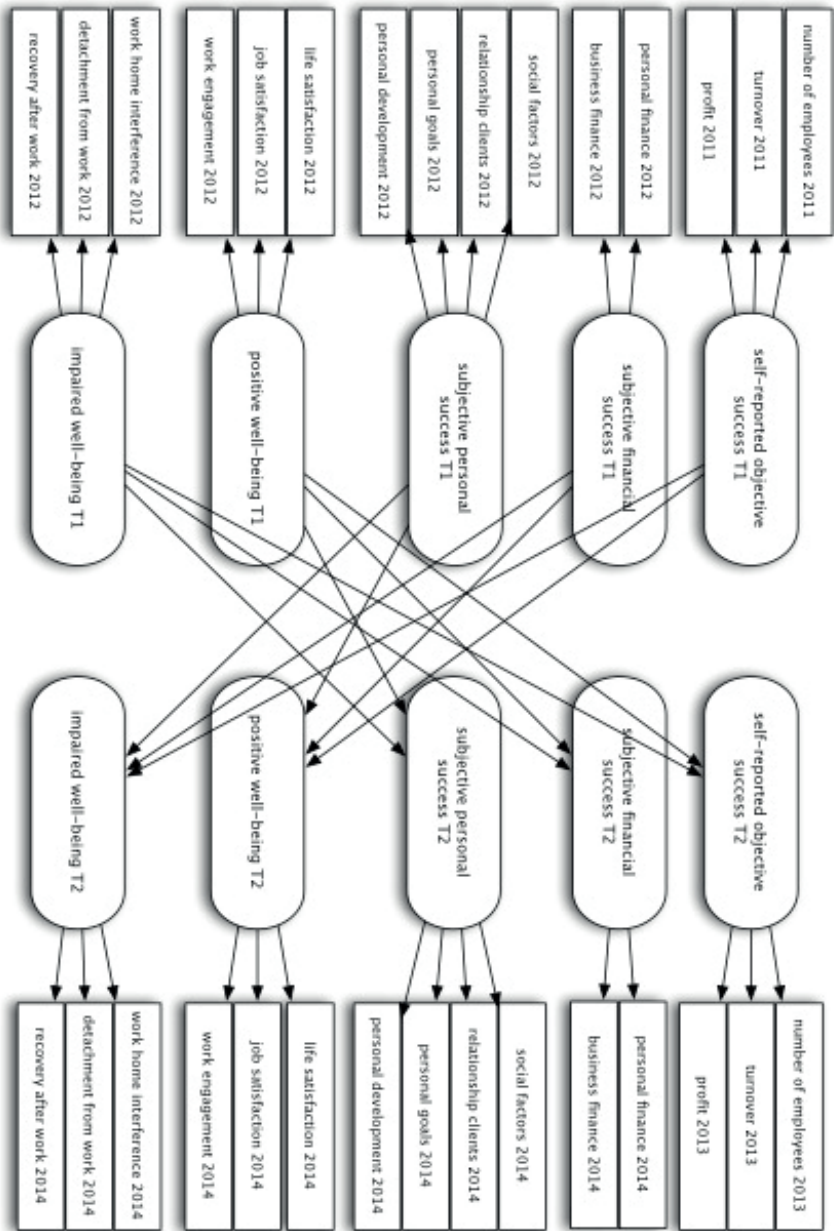 number of employees 2011
turnover 2011
profit 2011
personal finance 2012
business finance 2012
social factors 2012
relationship clients 2012
personal goals 2012
personal development 2012
life satisfaction 2012
job satisfaction 2012
work engagement 2012
work home interference 2012
detachment from work 2012
recovery after work 2012
self-reported objective
success T1
subjective financial
success T1
subjective personal
success T1
positive well-being T1
impaired well-being T1
self-reported objective
success T2
subjective financial
success T2
subjective personal
success T2
positive well-being T2
impaired well-being T2
number of employees 2013
turnover 2013
profit 2013
personal finance 2014
business finance 2014
social factors 2014
relationship clients 2014
personal goals 2014
personal development 2014
life satisfaction 2014
job satisfaction 2014
work engagement 2014
work home interference 2014
detachment from work 2014
recovery after work 2014